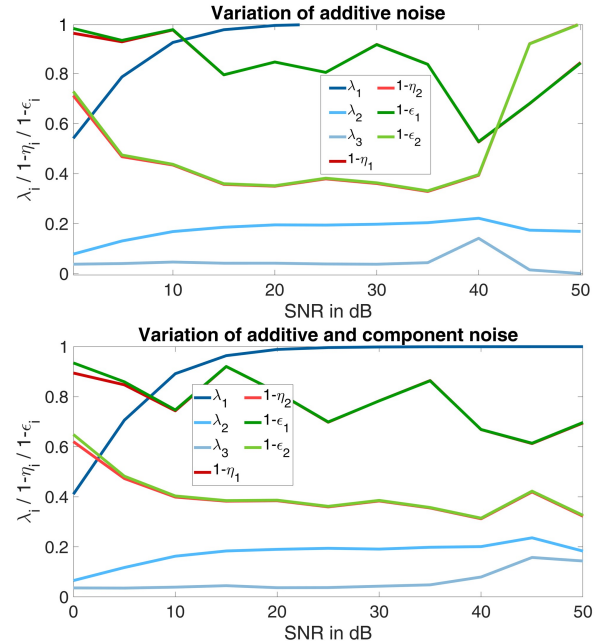 Variation of additive noise
λᵢ / 1-ηᵢ / 1-ϵᵢ
1
0.8
0.6
0.4
0.2
0
λ₁ 1-η₂
λ₂ 1-ϵ₁
λ₃ 1-ϵ₂
1-η₁
10 20 30 40 50
SNR in dB
Variation of additive and component noise
λᵢ / 1-ηᵢ / 1-ϵᵢ
1
0.8
0.6
0.4
0.2
0
λ₁ 1-η₂
λ₂ 1-ϵ₁
λ₃ 1-ϵ₂
1-η₁
0 10 20 30 40 50
SNR in dB